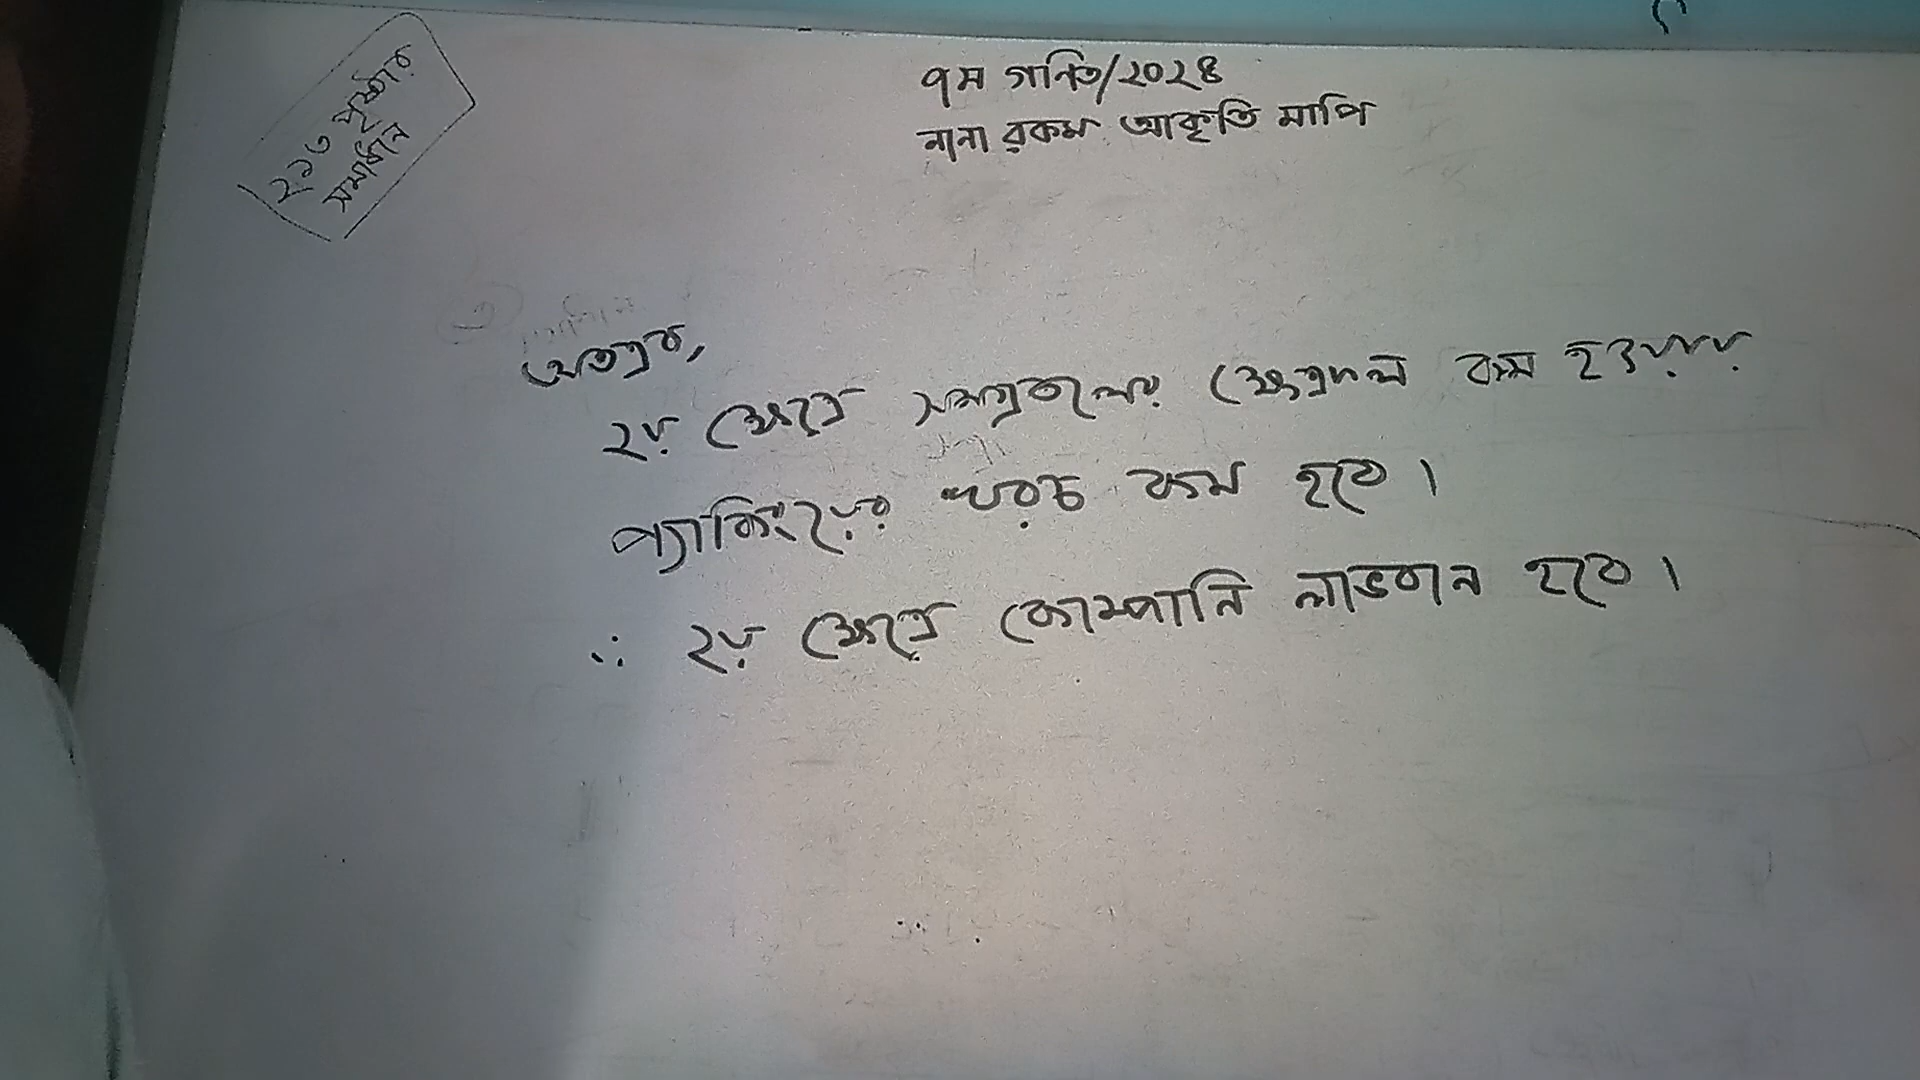 ২১৩ পৃষ্ঠার
সমাধান
৭ম গণিত/২০২৪
নানা রকম আকৃতি মাপি
অতএব,
২য় ক্ষেত্রে সমগ্রতলের ক্ষেত্রফল কম হওয়ায়
প্যাকিংয়ের খরচ কম হবে।
∴ ২য় ক্ষেত্রে কোম্পানি লাভবান হবে।